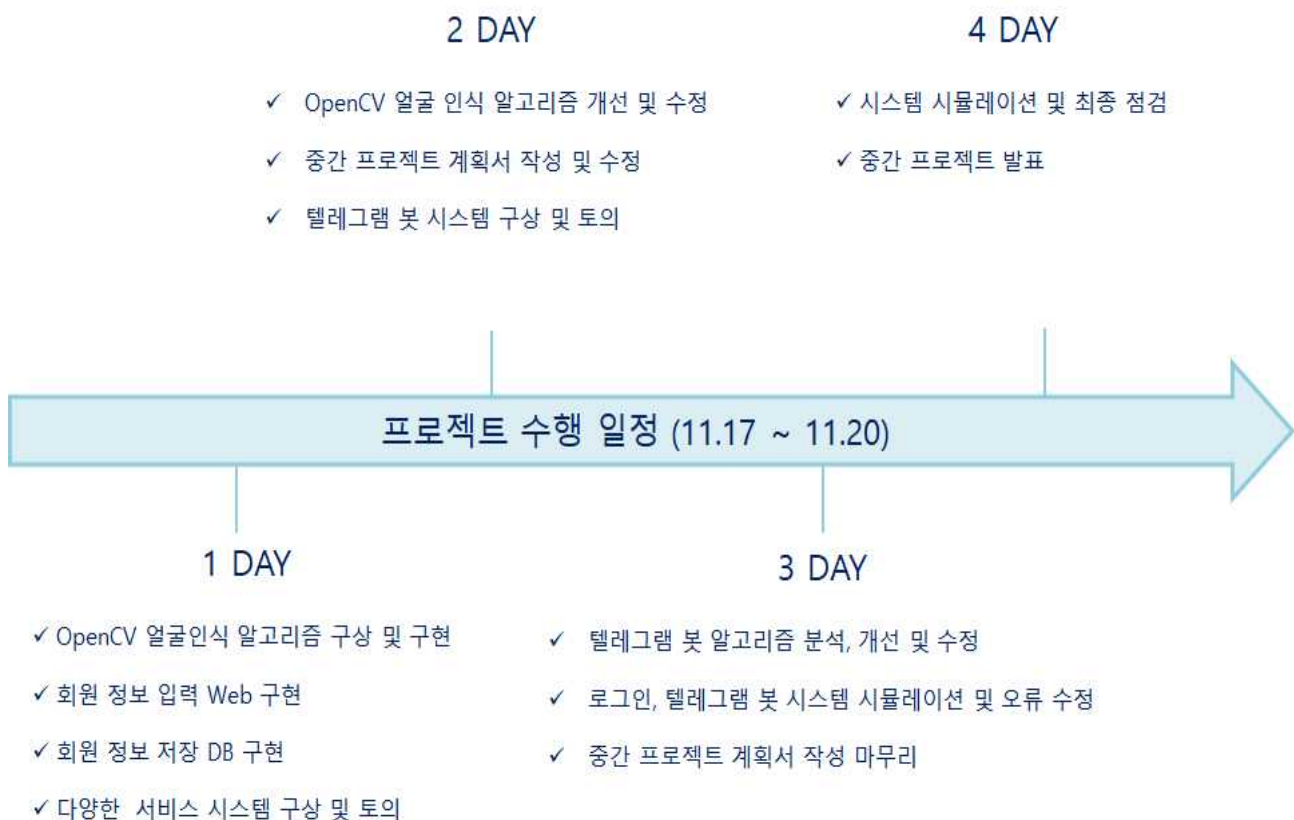 2 DAY
✓ OpenCV 얼굴 인식 알고리즘 개선 및 수정
✓ 중간 프로젝트 계획서 작성 및 수정
✓ 텔레그램 봇 시스템 구상 및 토의
4 DAY
✓ 시스템 시뮬레이션 및 최종 점검
✓ 중간 프로젝트 발표
프로젝트 수행 일정 (11.17 ~ 11.20)
1 DAY
✓ OpenCV 얼굴인식 알고리즘 구상 및 구현
✓ 회원 정보 입력 Web 구현
✓ 회원 정보 저장 DB 구현
✓ 다양한 서비스 시스템 구상 및 토의
3 DAY
✓ 텔레그램 봇 알고리즘 분석, 개선 및 수정
✓ 로그인, 텔레그램 봇 시스템 시뮬레이션 및 오류 수정
✓ 중간 프로젝트 계획서 작성 마무리